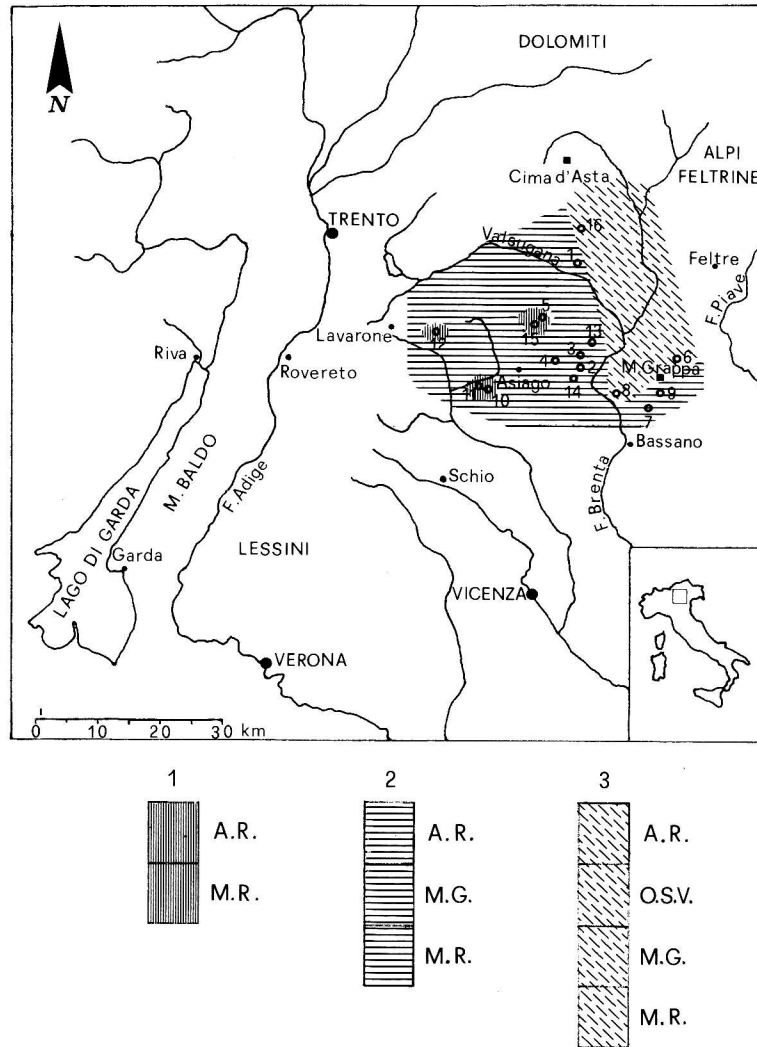 DOLOMITI
N
ALPI
FELTRINE
Cima d'Asta
16
TRENTO
Valsugana
1
Feltre
F. Piave
5
15
Lavarone
12
13
Riva
Rovereto
3
4
2
6
M. Grappa
Asiago
11
10
14
8
9
7
Bassano
M. BALDO
F. Adige
Schio
F. Brenta
LAGO DI GARDA
Garda
LESSINI
VICENZA
VERONA
0 10 20 30 km
1 2 3
A.R. A.R. A.R.
M.R. M.G. O.S.V.
M.R. M.G.
M.R.